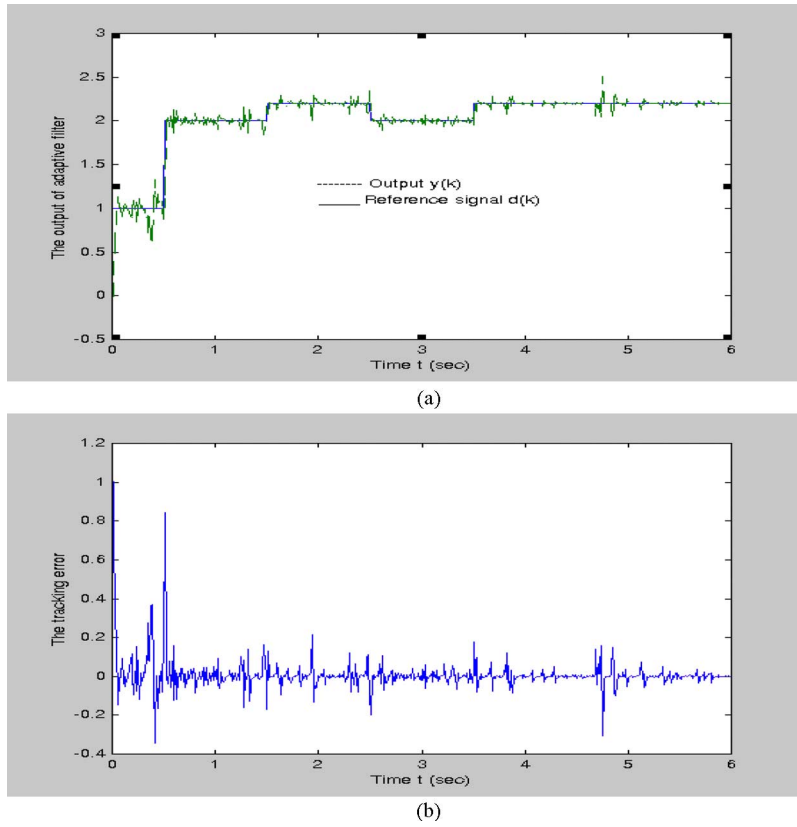 3
2.5
2
1.5
1
0.5
0
-0.5
The output of adaptive filter
Output y(k)
Reference signal d(k)
0 1 2 3 4 5 6
Time t (sec)
(a)
1.2
1
0.8
0.6
0.4
0.2
0
-0.2
-0.4
The tracking error
0 1 2 3 4 5 6
Time t (sec)
(b)